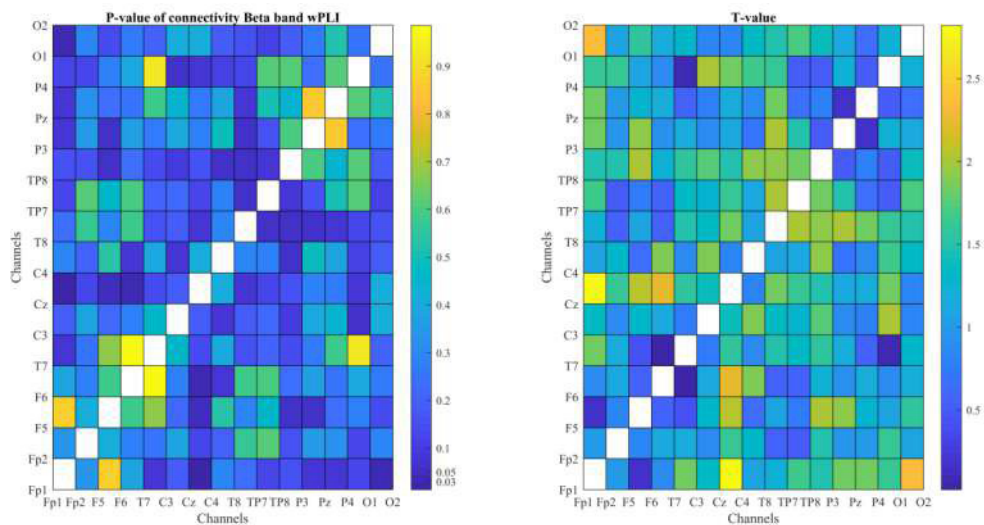 P-value of connectivity Beta band wPLI
O2
O1
P4
Pz
P3
TP8
TP7
T8
C4
Cz
C3
T7
F6
F5
Fp2
Fp1
Channels
Fp1 Fp2 F5 F6 T7 C3 Cz C4 T8 TP7 TP8 P3 Pz P4 O1 O2
Channels
0.9
0.8
0.7
0.6
0.5
0.4
0.3
0.2
0.1
0.05
0.03
T-value
O2
O1
P4
Pz
P3
TP8
TP7
T8
C4
Cz
C3
T7
F6
F5
Fp2
Fp1
Channels
Fp1 Fp2 F5 F6 T7 C3 Cz C4 T8 TP7 TP8 P3 Pz P4 O1 O2
Channels
2.5
2
1.5
1
0.5